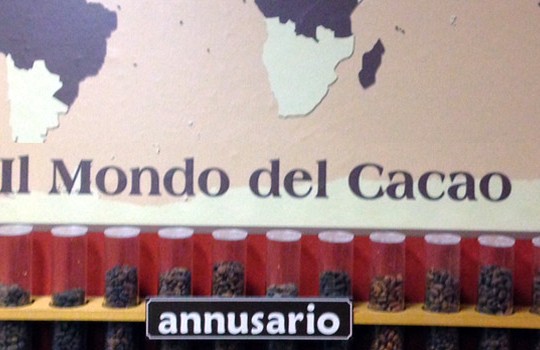 Il Mondo del Cacao
annusario